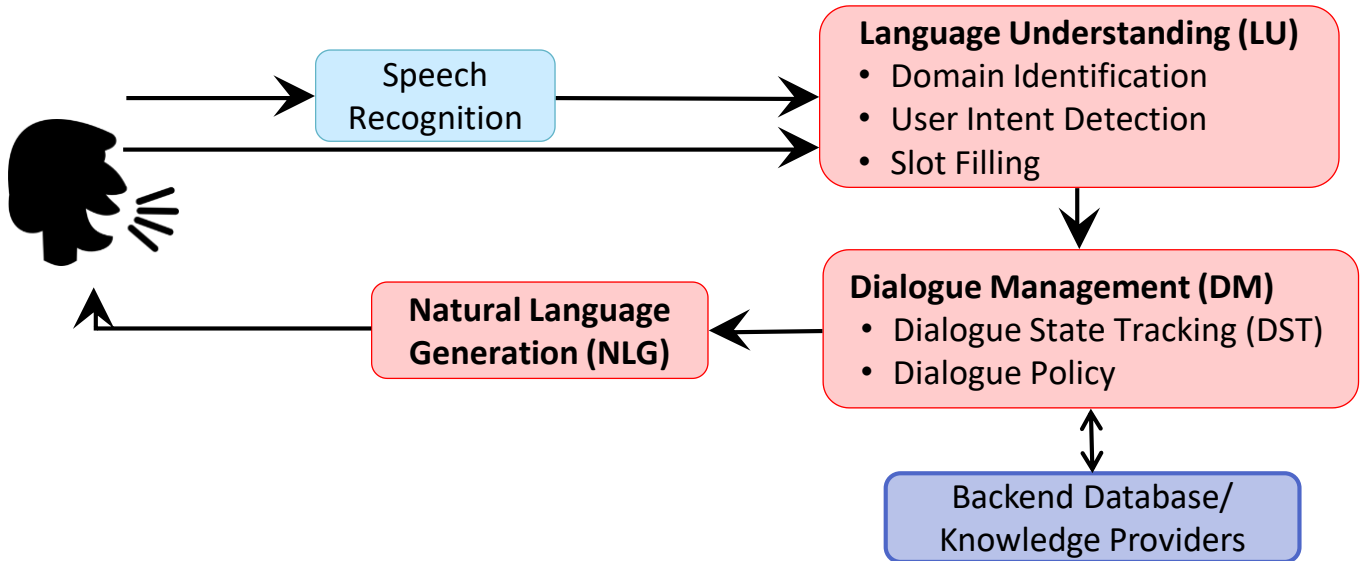 Speech
Recognition
Language Understanding (LU)
• Domain Identification
• User Intent Detection
• Slot Filling
Natural Language
Generation (NLG)
Dialogue Management (DM)
• Dialogue State Tracking (DST)
• Dialogue Policy
Backend Database/
Knowledge Providers